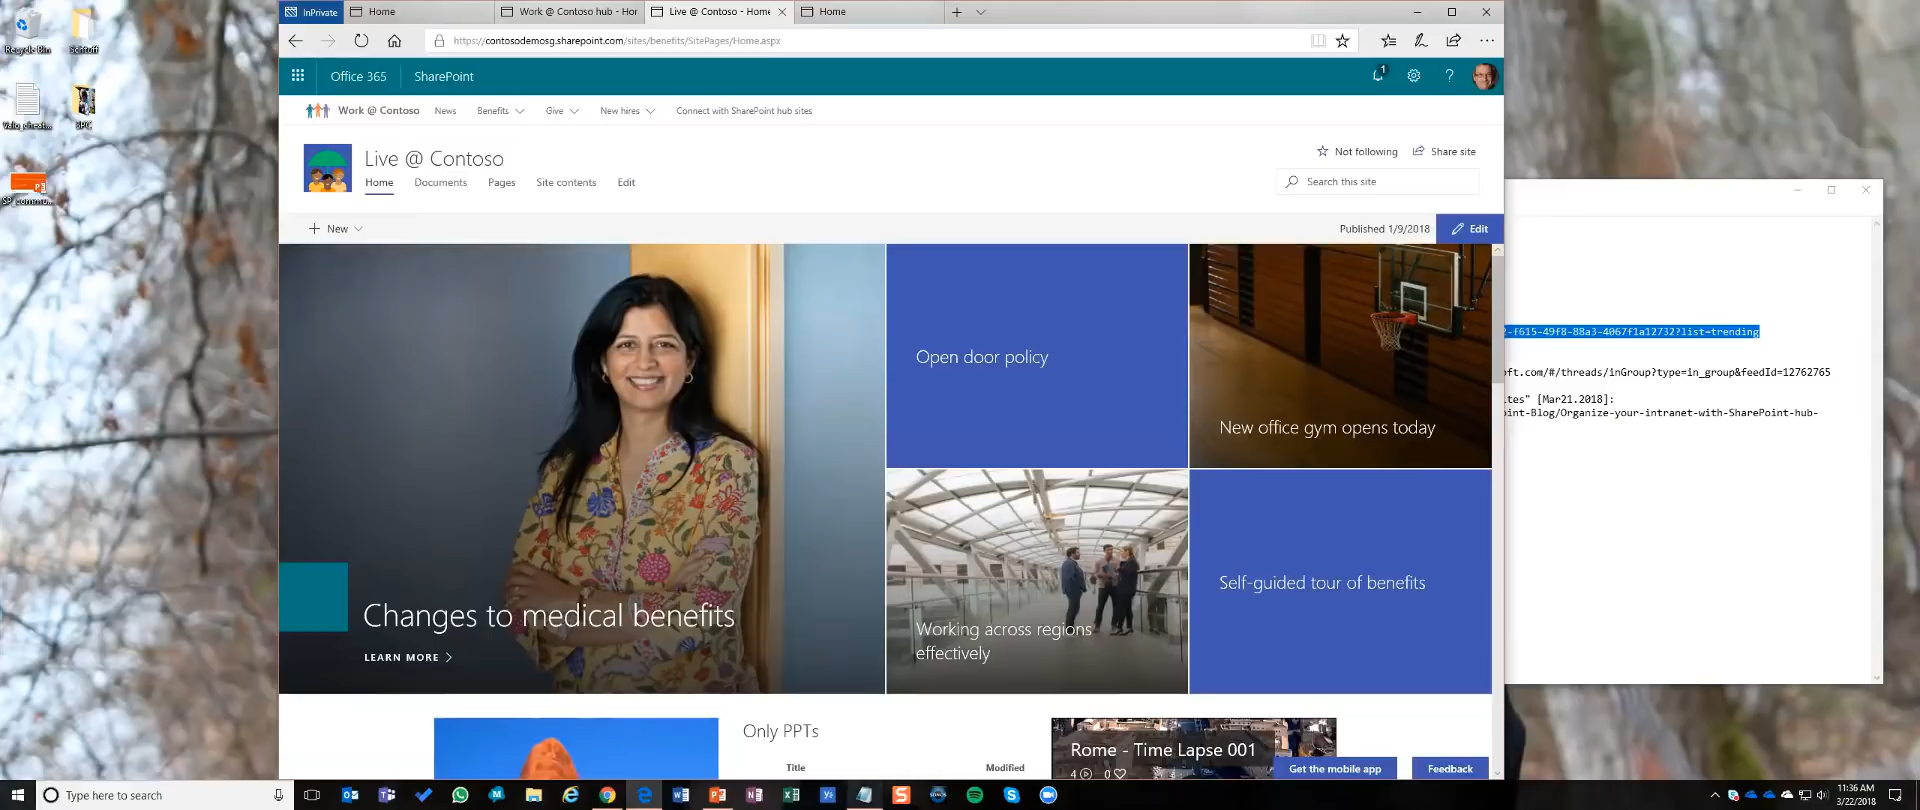 InPrivate
Home
Work @ Contoso hub - Hor
Live @ Contoso - Home
Home
https://contosodemosg.sharepoint.com/sites/benefits/SitePages/Home.aspx
Office 365
SharePoint
1
?
Work @ Contoso
News
Benefits
Give
New hires
Connect with SharePoint hub sites
Live @ Contoso
Not following
Share site
Home
Documents
Pages
Site contents
Edit
Search this site
+ New
Published 1/9/2018
Edit
Changes to medical benefits
LEARN MORE >
Open door policy
New office gym opens today
Working across regions
effectively
Self-guided tour of benefits
Only PPTs
Title
Modified
Rome - Time Lapse 001
4
0
Get the mobile app
Feedback
Recycle Bin
SPC
-f615-49f8-88a3-4067f1a12732?list=trending
oft.com/#/threads/inGroup?type=in_group&feedId=12762765
tes" [Mar21.2018]:
int-Blog/Organize-your-intranet-with-SharePoint-hub-
Type here to search
11:36 AM
3/22/2018